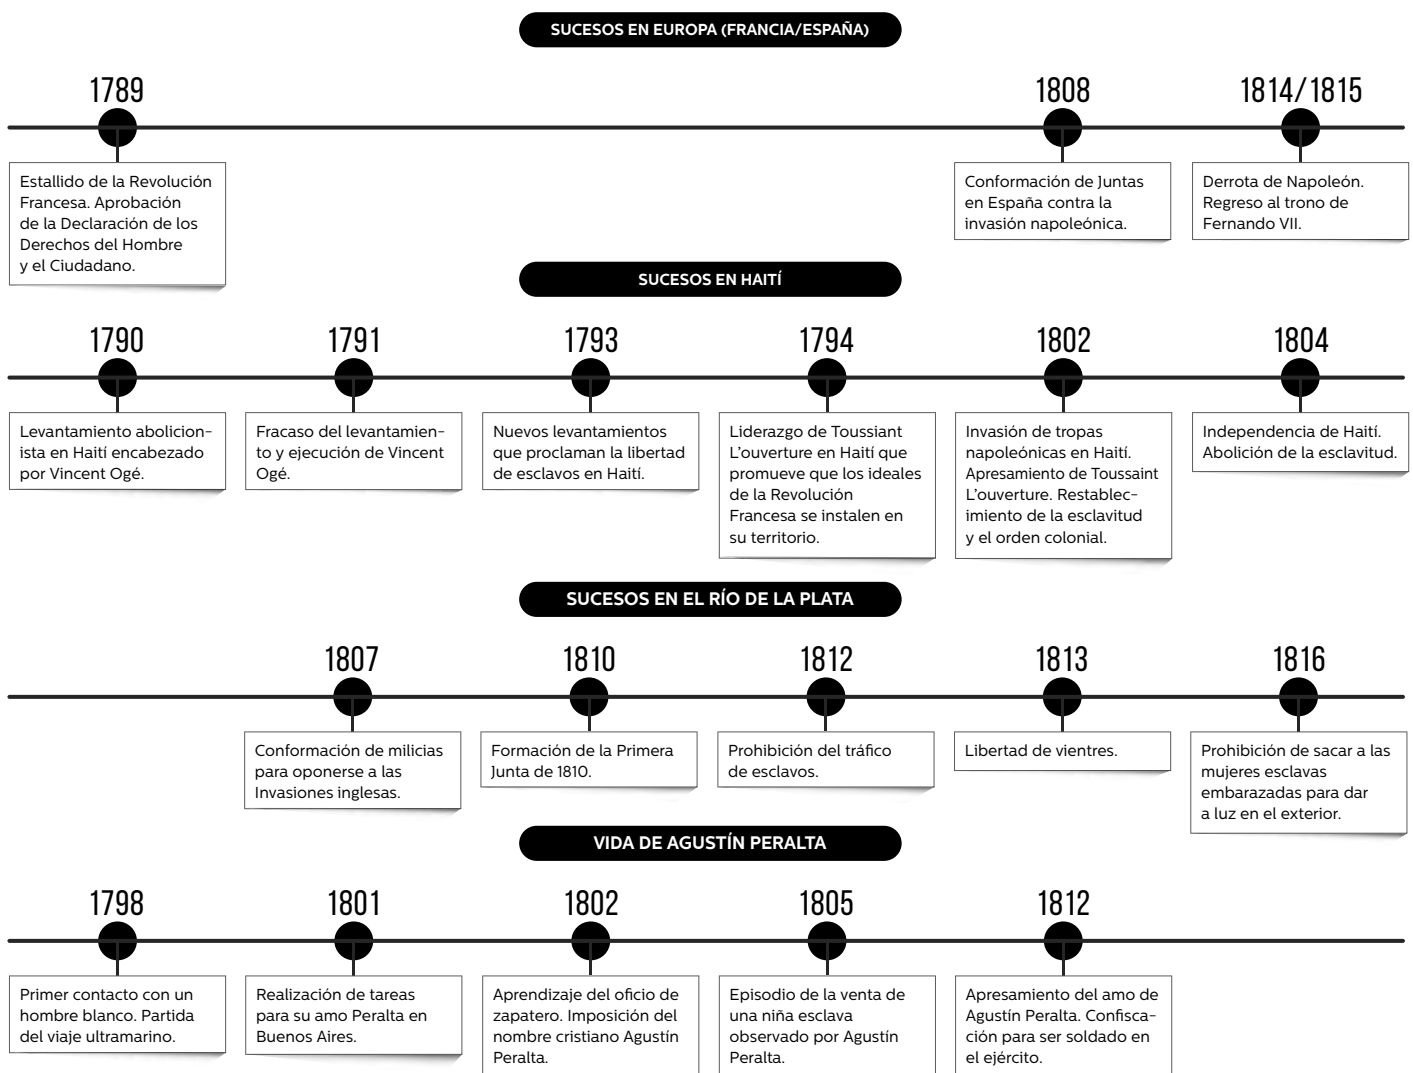 SUCESOS EN EUROPA (FRANCIA/ESPAÑA)
1789
Estallido de la Revolución
Francesa. Aprobación
de la Declaración de los
Derechos del Hombre
y el Ciudadano.
1808
Conformación de Juntas
en España contra la
invasión napoleónica.
1814/1815
Derrota de Napoleón.
Regreso al trono de
Fernando VII.
SUCESOS EN HAITÍ
1790
Levantamiento abolicion-
ista en Haití encabezado
por Vincent Ogé.
1791
Fracaso del levantamien-
to y ejecución de Vincent
Ogé.
1793
Nuevos levantamientos
que proclaman la libertad
de esclavos en Haití.
1794
Liderazgo de Toussiant
L'ouverture en Haití que
promueve que los ideales
de la Revolución
Francesa se instalen en
su territorio.
1802
Invasión de tropas
napoleónicas en Haití.
Apresamiento de Toussaint
L'ouverture. Restablec-
imiento de la esclavitud
y el orden colonial.
1804
Independencia de Haití.
Abolición de la esclavitud.
SUCESOS EN EL RÍO DE LA PLATA
1807
Conformación de milicias
para oponerse a las
Invasiones inglesas.
1810
Formación de la Primera
Junta de 1810.
1812
Prohibición del tráfico
de esclavos.
1813
Libertad de vientres.
1816
Prohibición de sacar a las
mujeres esclavas
embarazadas para dar
a luz en el exterior.
VIDA DE AGUSTÍN PERALTA
1798
Primer contacto con un
hombre blanco. Partida
del viaje ultramarino.
1801
Realización de tareas
para su amo Peralta en
Buenos Aires.
1802
Aprendizaje del oficio de
zapatero. Imposición del
nombre cristiano Agustín
Peralta.
1805
Episodio de la venta de
una niña esclava
observado por Agustín
Peralta.
1812
Apresamiento del amo de
Agustín Peralta. Confisca-
ción para ser soldado en
el ejército.